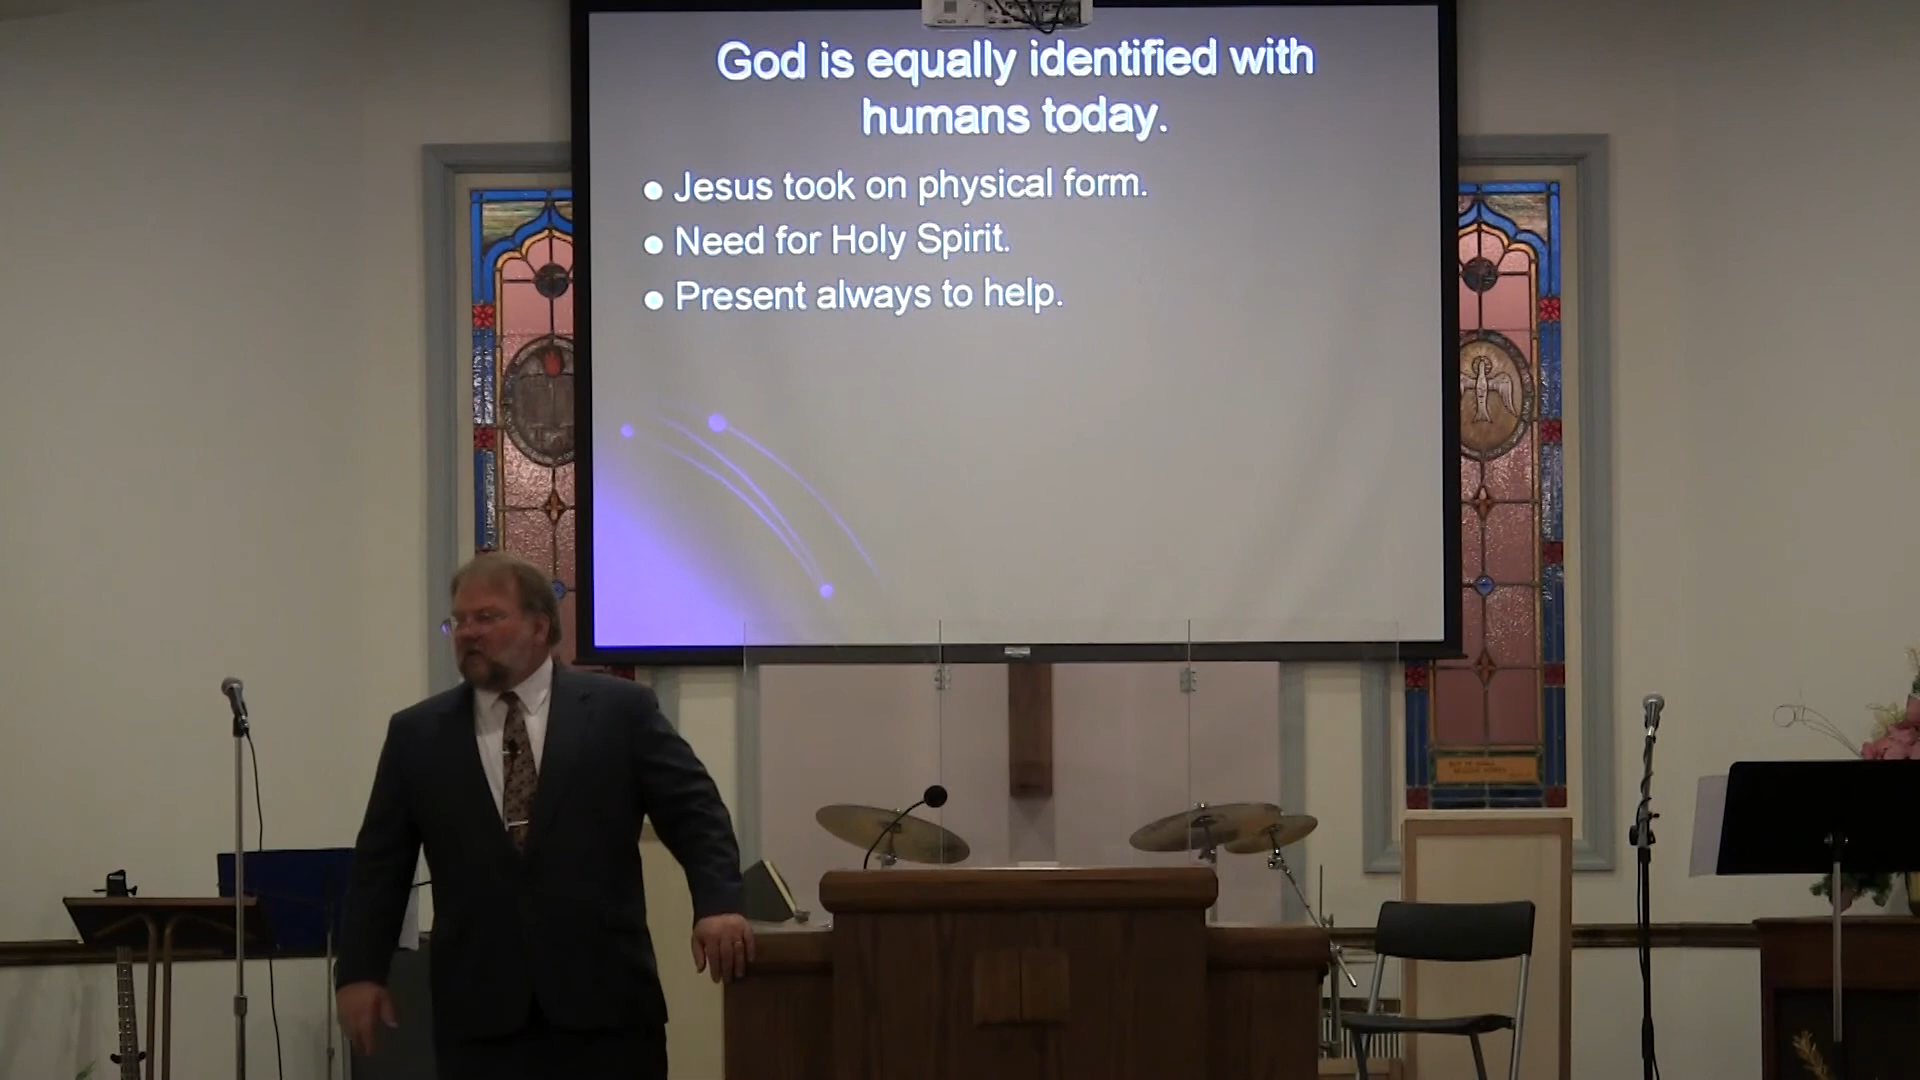 God is equally identified with
humans today.
● Jesus took on physical form.
● Need for Holy Spirit.
● Present always to help.